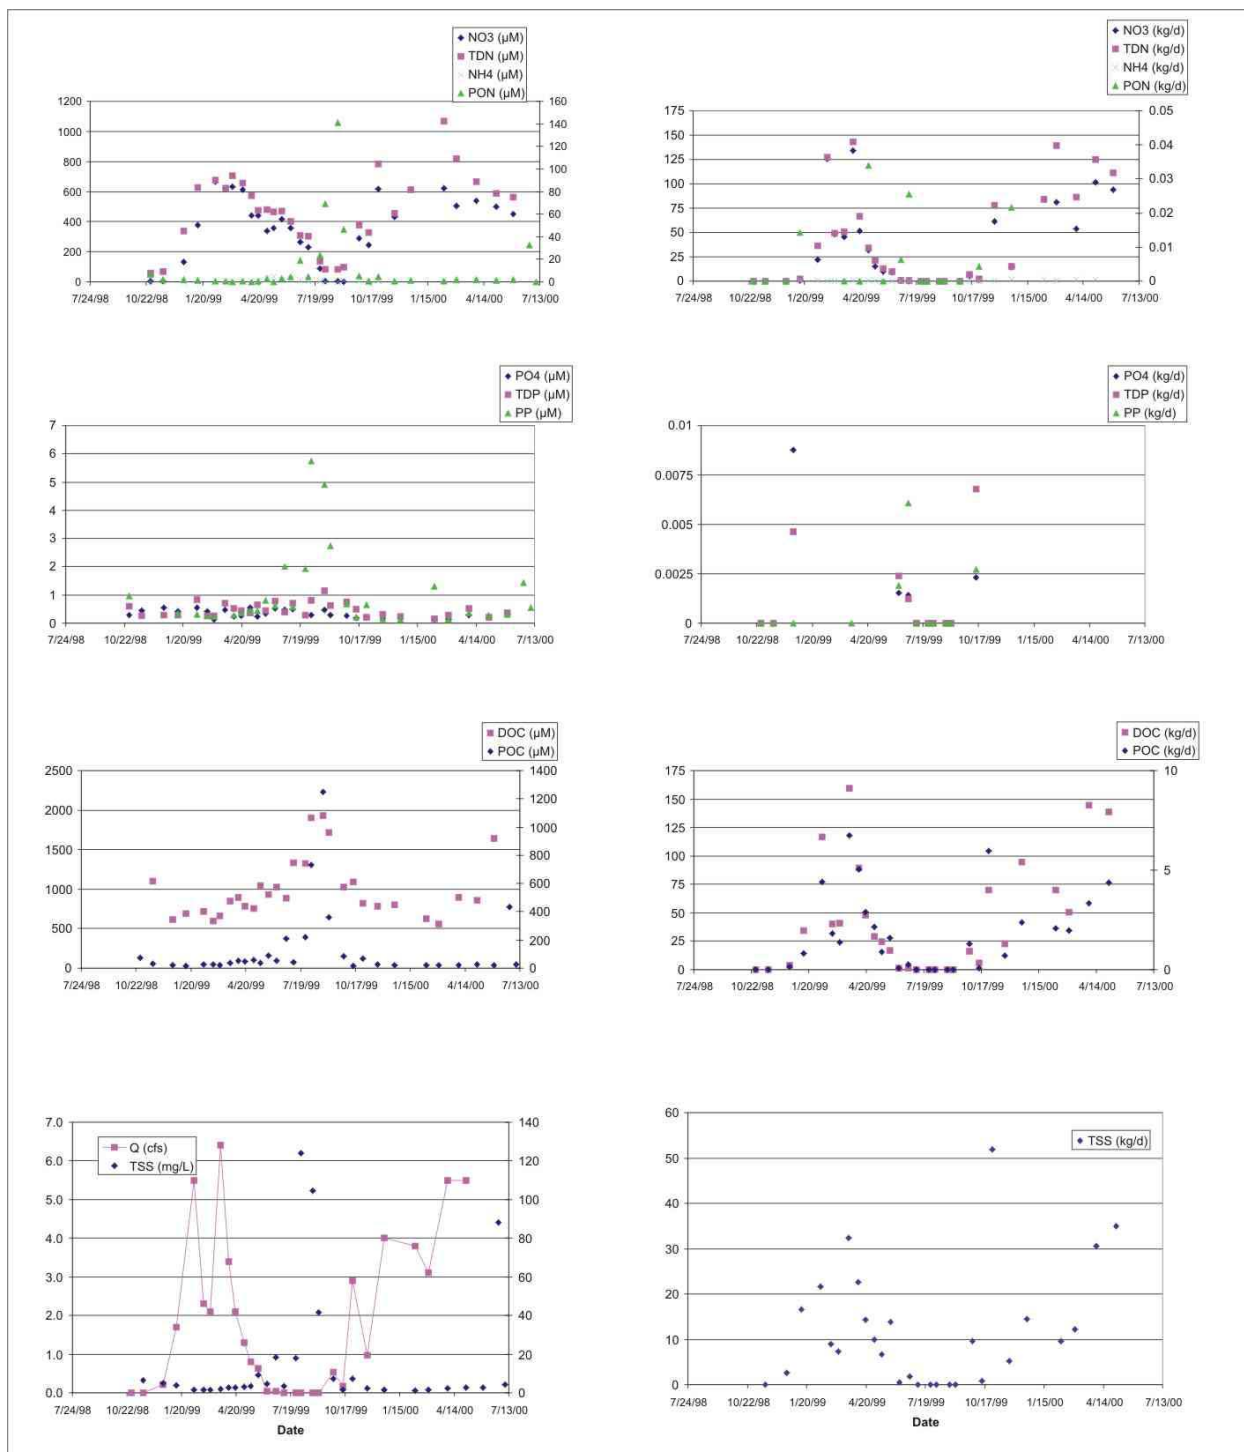 NO3 (µM)
TDN (µM)
NH4 (µM)
PON (µM)
1200
1000
800
600
400
200
0
160
140
120
100
80
60
40
20
0
7/24/98 10/22/98 1/20/99 4/20/99 7/19/99 10/17/99 1/15/00 4/14/00 7/13/00
NO3 (kg/d)
TDN (kg/d)
NH4 (kg/d)
PON (kg/d)
175
150
125
100
75
50
25
0
0.05
0.04
0.03
0.02
0.01
0
7/24/98 10/22/98 1/20/99 4/20/99 7/19/99 10/17/99 1/15/00 4/14/00 7/13/00
PO4 (µM)
TDP (µM)
PP (µM)
7
6
5
4
3
2
1
0
7/24/98 10/22/98 1/20/99 4/20/99 7/19/99 10/17/99 1/15/00 4/14/00 7/13/00
PO4 (kg/d)
TDP (kg/d)
PP (kg/d)
0.01
0.0075
0.005
0.0025
0
7/24/98 10/22/98 1/20/99 4/20/99 7/19/99 10/17/99 1/15/00 4/14/00 7/13/00
DOC (µM)
POC (µM)
2500
2000
1500
1000
500
0
1400
1200
1000
800
600
400
200
0
7/24/98 10/22/98 1/20/99 4/20/99 7/19/99 10/17/99 1/15/00 4/14/00 7/13/00
DOC (kg/d)
POC (kg/d)
175
150
125
100
75
50
25
0
10
5
0
7/24/98 10/22/98 1/20/99 4/20/99 7/19/99 10/17/99 1/15/00 4/14/00 7/13/00
Q (cfs)
TSS (mg/L)
7.0
6.0
5.0
4.0
3.0
2.0
1.0
0.0
140
120
100
80
60
40
20
0
7/24/98 10/22/98 1/20/99 4/20/99 7/19/99 10/17/99 1/15/00 4/14/00 7/13/00
Date
TSS (kg/d)
60
50
40
30
20
10
0
7/24/98 10/22/98 1/20/99 4/20/99 7/19/99 10/17/99 1/15/00 4/14/00 7/13/00
Date